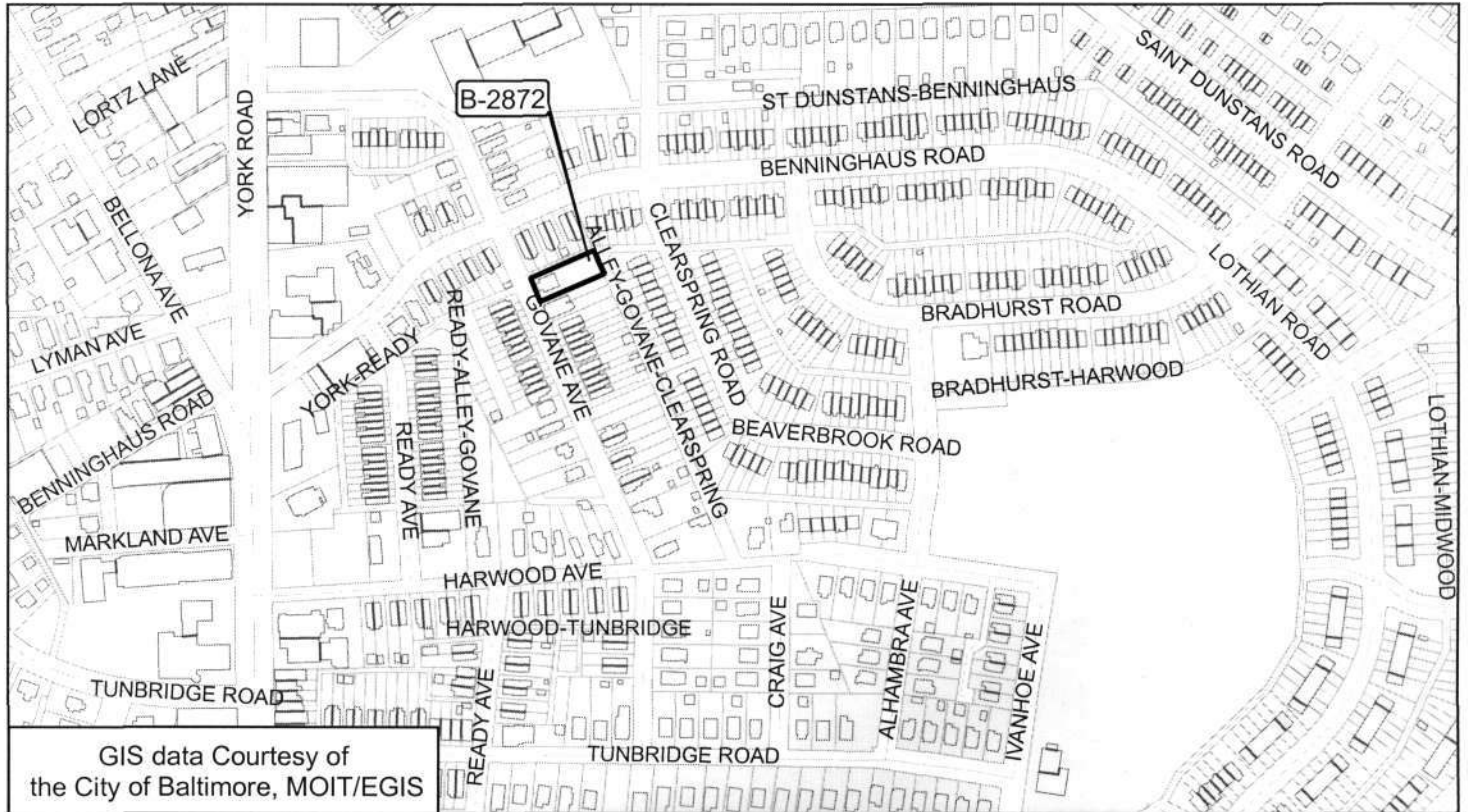 LORTZ LANE
YORK ROAD
B-2872
ST DUNSTANS-BENNINGHAUS
SAINT DUNSTANS ROAD
BENNINGHAUS ROAD
BELLONA AVE
ALLEY-GOVANE-CLEARSPRING
CLEARSPRING ROAD
LOTHIAN ROAD
BRADHURST ROAD
LYMAN AVE
READY-ALLEY-GOVANE
GOVANE AVE
BRADHURST-HARWOOD
YORK-READY
BENNINGHAUS ROAD
READY AVE
BEAVERBROOK ROAD
LOTHIAN-MIDWOOD
MARKLAND AVE
HARWOOD AVE
HARWOOD-TUNBRIDGE
CRAIG AVE
ALHAMBRA AVE
IVANHOE AVE
TUNBRIDGE ROAD
READY AVE
TUNBRIDGE ROAD
GIS data Courtesy of
the City of Baltimore, MOIT/EGIS